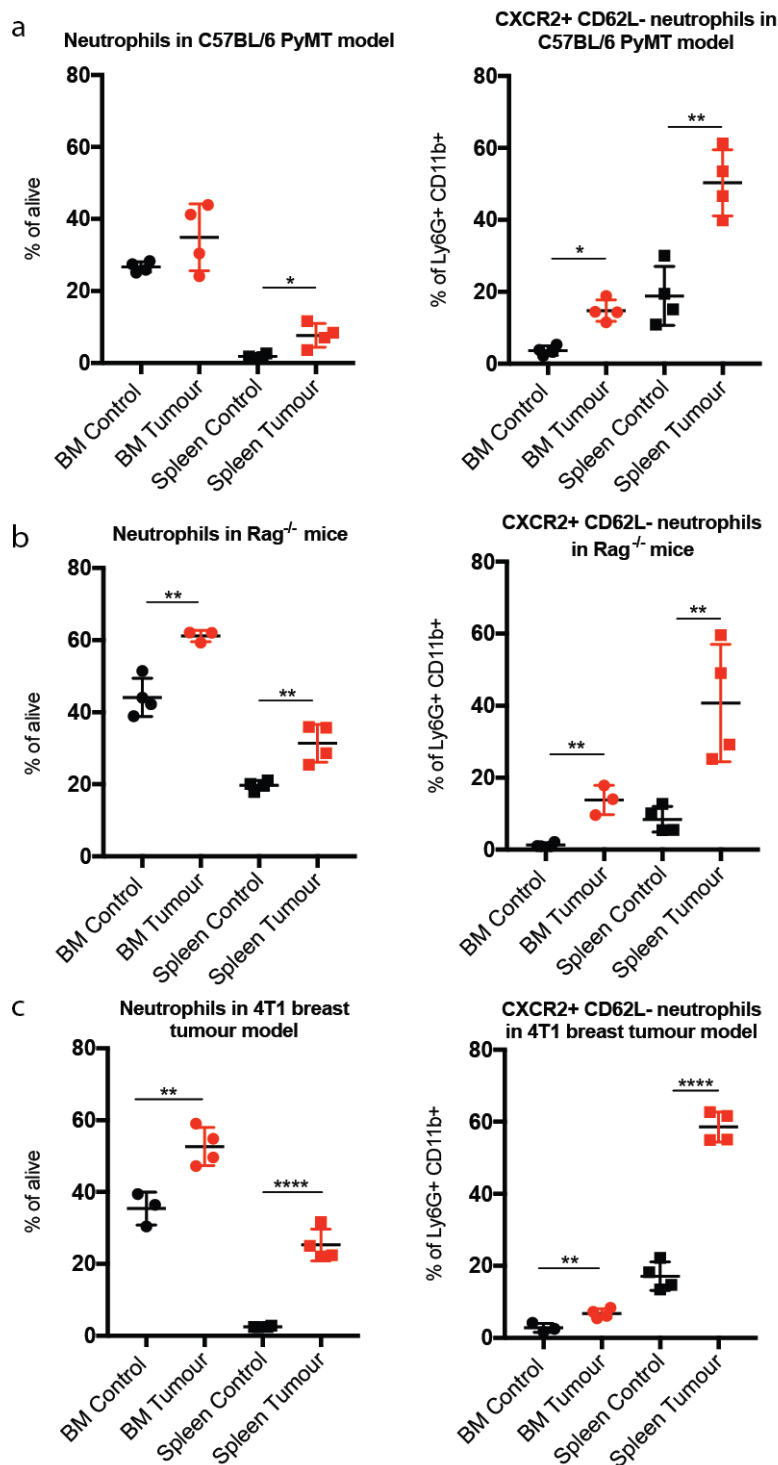 a
Neutrophils in C57BL/6 PyMT model
80
60
40
20
0
% of alive
*
BM Control
BM Tumour
Spleen Control
Spleen Tumour
CXCR2+ CD62L- neutrophils in
C57BL/6 PyMT model
80
60
40
20
0
% of Ly6G+ CD11b+
*
**
BM Control
BM Tumour
Spleen Control
Spleen Tumour
b
Neutrophils in Rag-/- mice
80
60
40
20
0
% of alive
**
**
BM Control
BM Tumour
Spleen Control
Spleen Tumour
CXCR2+ CD62L- neutrophils
in Rag-/- mice
80
60
40
20
0
% of Ly6G+ CD11b+
**
**
BM Control
BM Tumour
Spleen Control
Spleen Tumour
c
Neutrophils in 4T1 breast
tumour model
80
60
40
20
0
% of alive
**
****
BM Control
BM Tumour
Spleen Control
Spleen Tumour
CXCR2+ CD62L- neutrophils
in 4T1 breast tumour model
80
60
40
20
0
% of Ly6G+ CD11b+
**
****
BM Control
BM Tumour
Spleen Control
Spleen Tumour